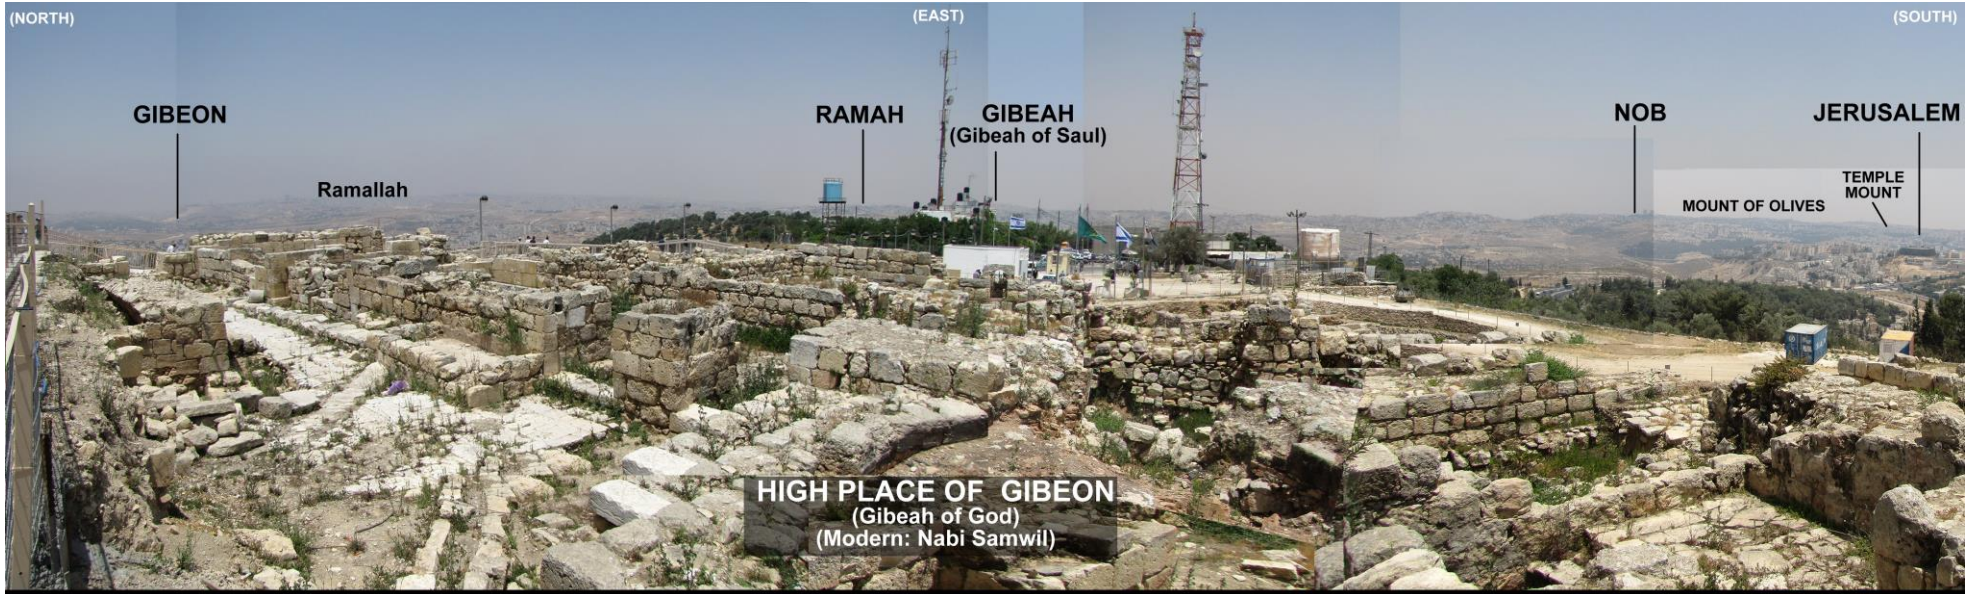 (NORTH)
(EAST)
(SOUTH)
GIBEON
Ramallah
RAMAH
GIBEAH
(Gibeah of Saul)
NOB
JERUSALEM
TEMPLE
MOUNT
MOUNT OF OLIVES
HIGH PLACE OF GIBEON
(Gibeah of God)
(Modern: Nabi Samwil)